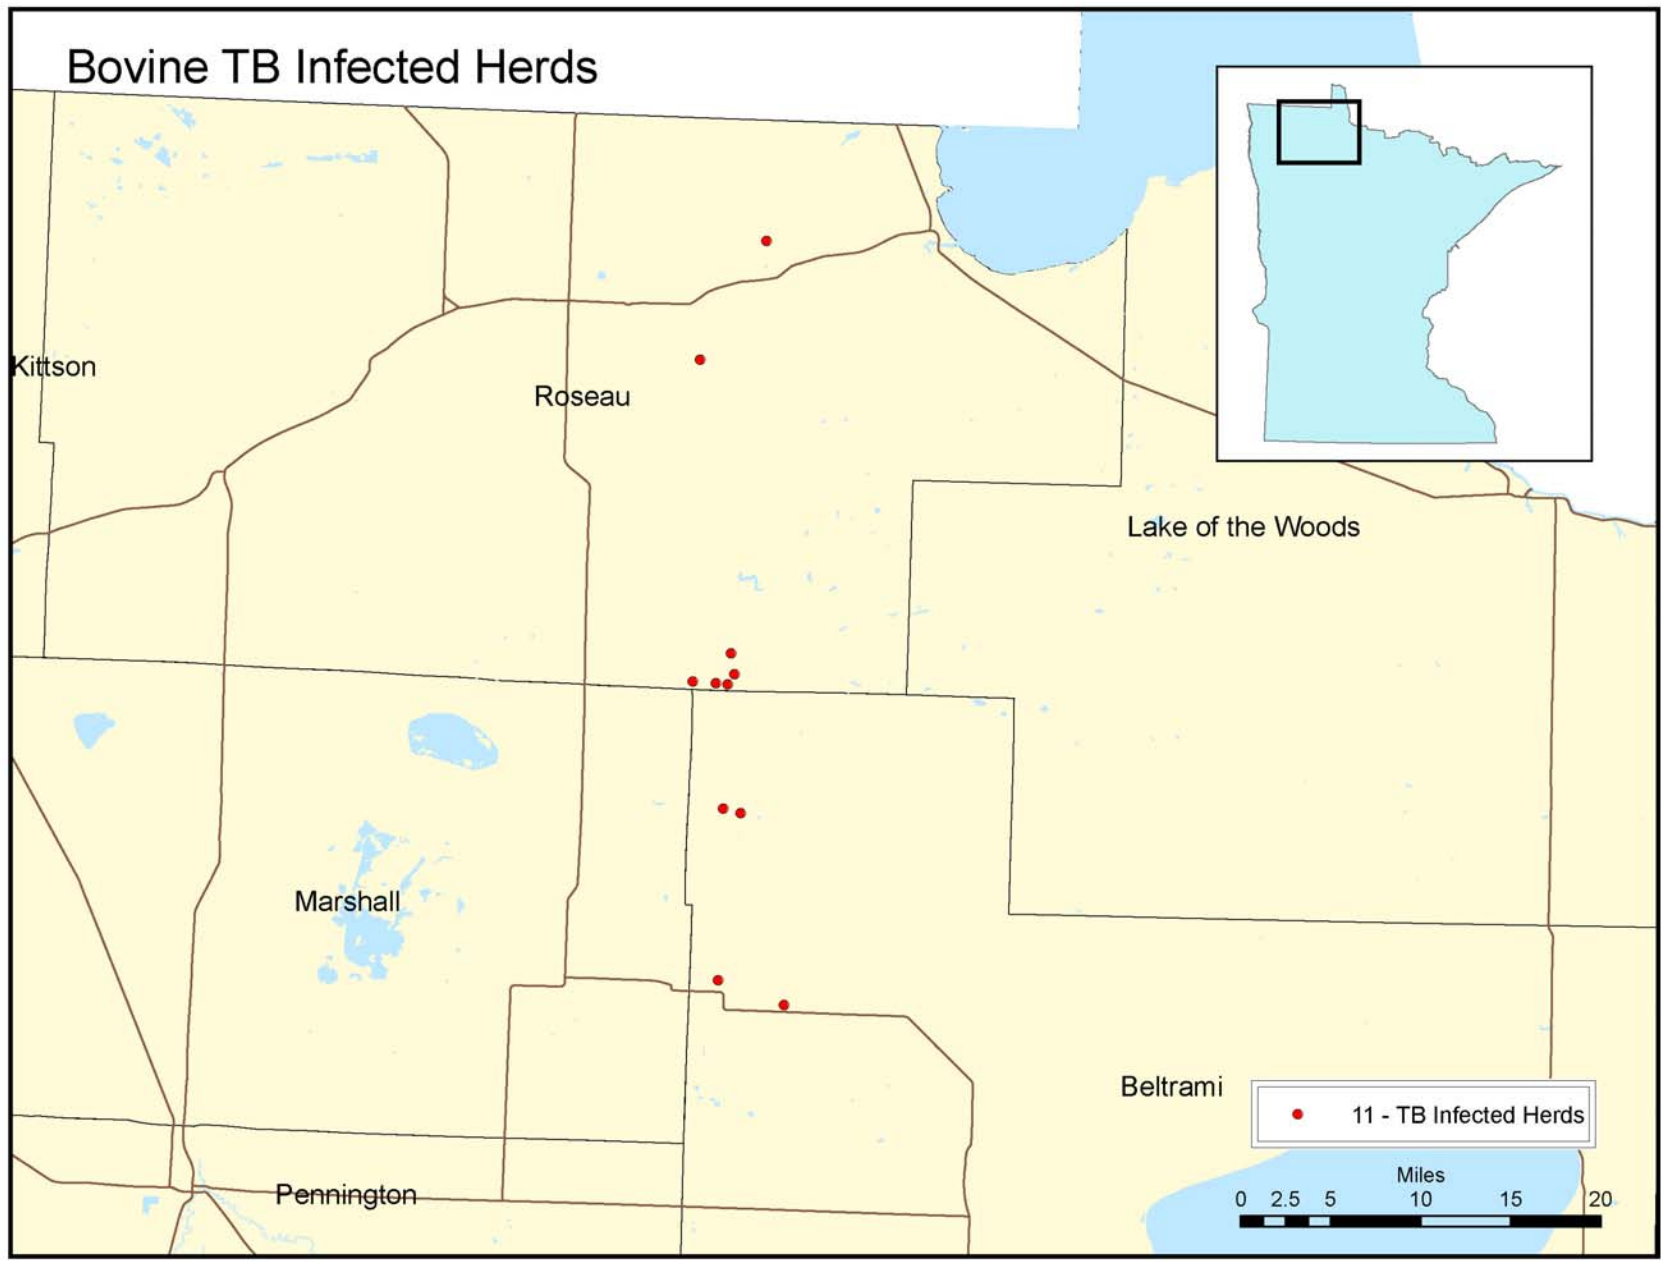 Bovine TB Infected Herds
Kittson
Roseau
Lake of the Woods
Marshall
Beltrami
11 - TB Infected Herds
Pennington
Miles
0 2.5 5 10 15 20